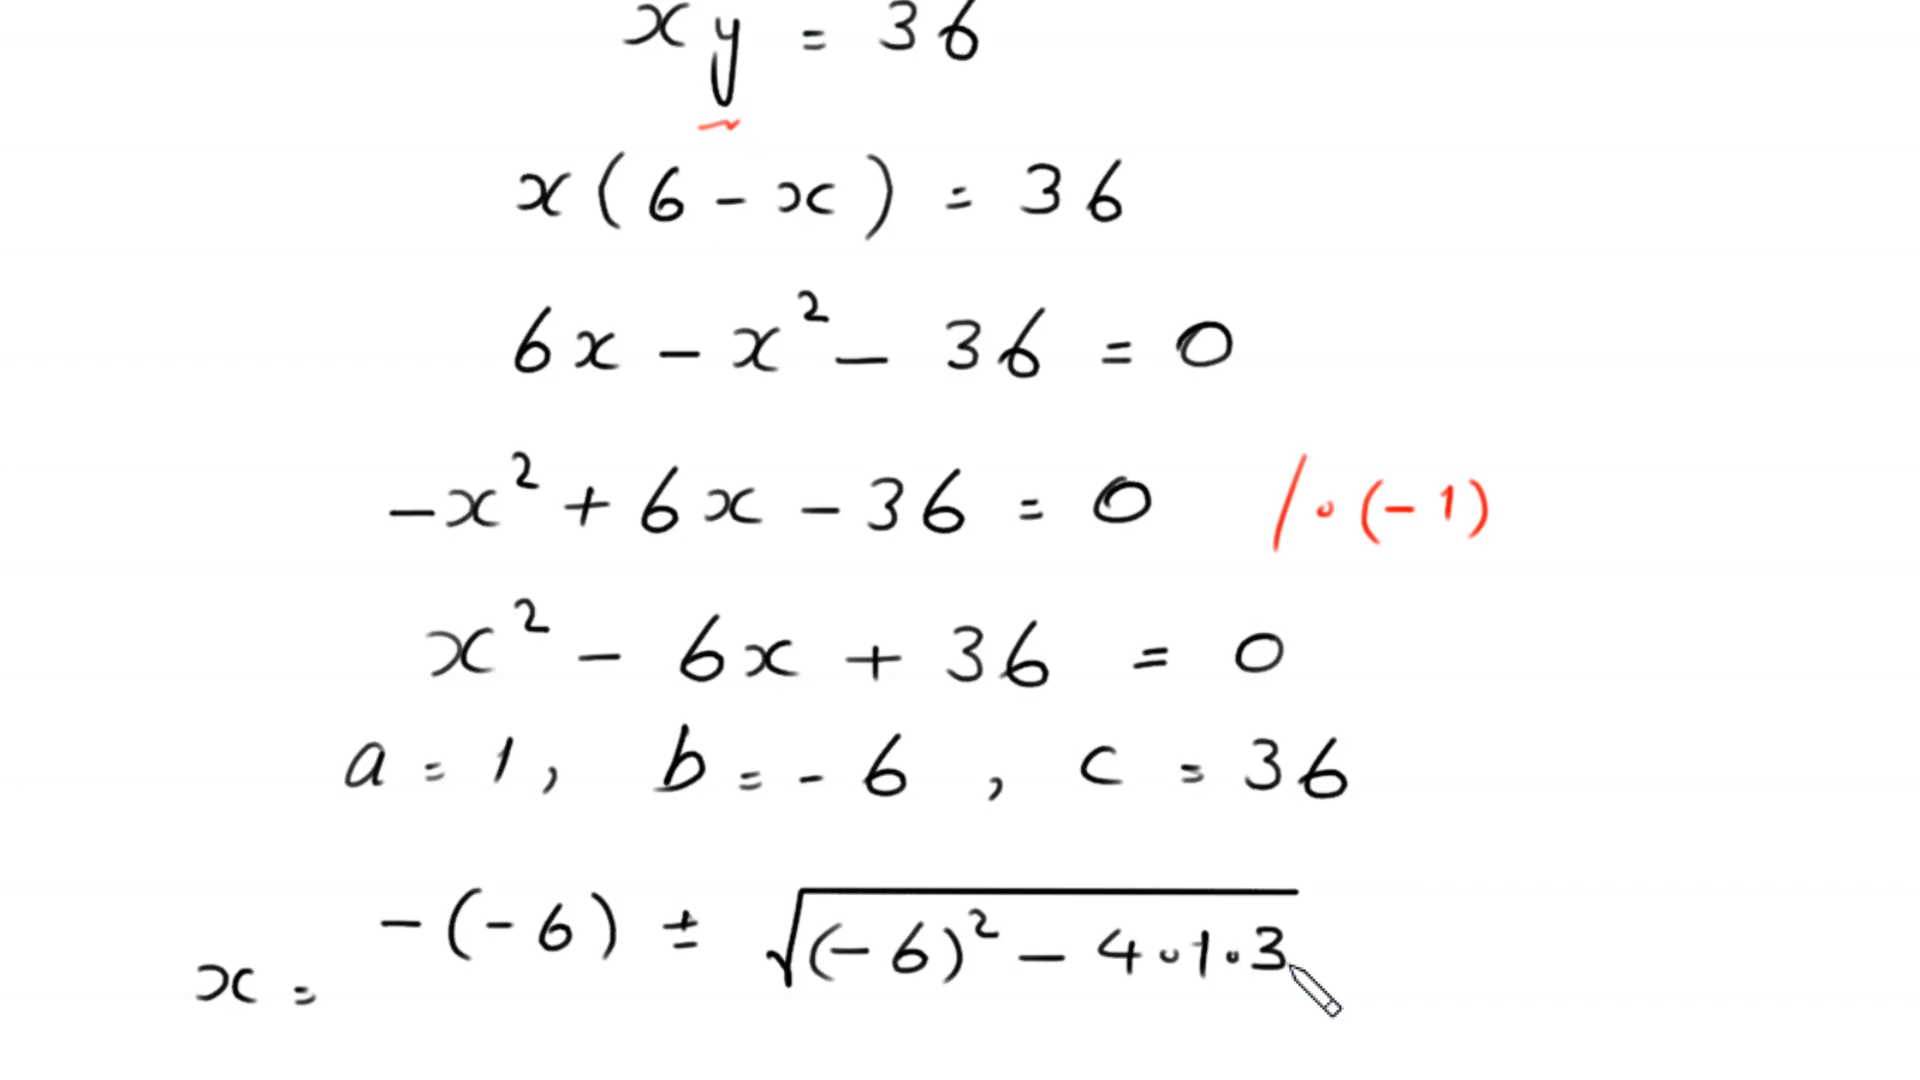 xy = 36
x(6 - x) = 36
6x - x² - 36 = 0
-x² + 6x - 36 = 0 /·(-1)
x² - 6x + 36 = 0
a = 1, b = -6, c = 36
x = -(-6) ± √(-6)² - 4·1·3